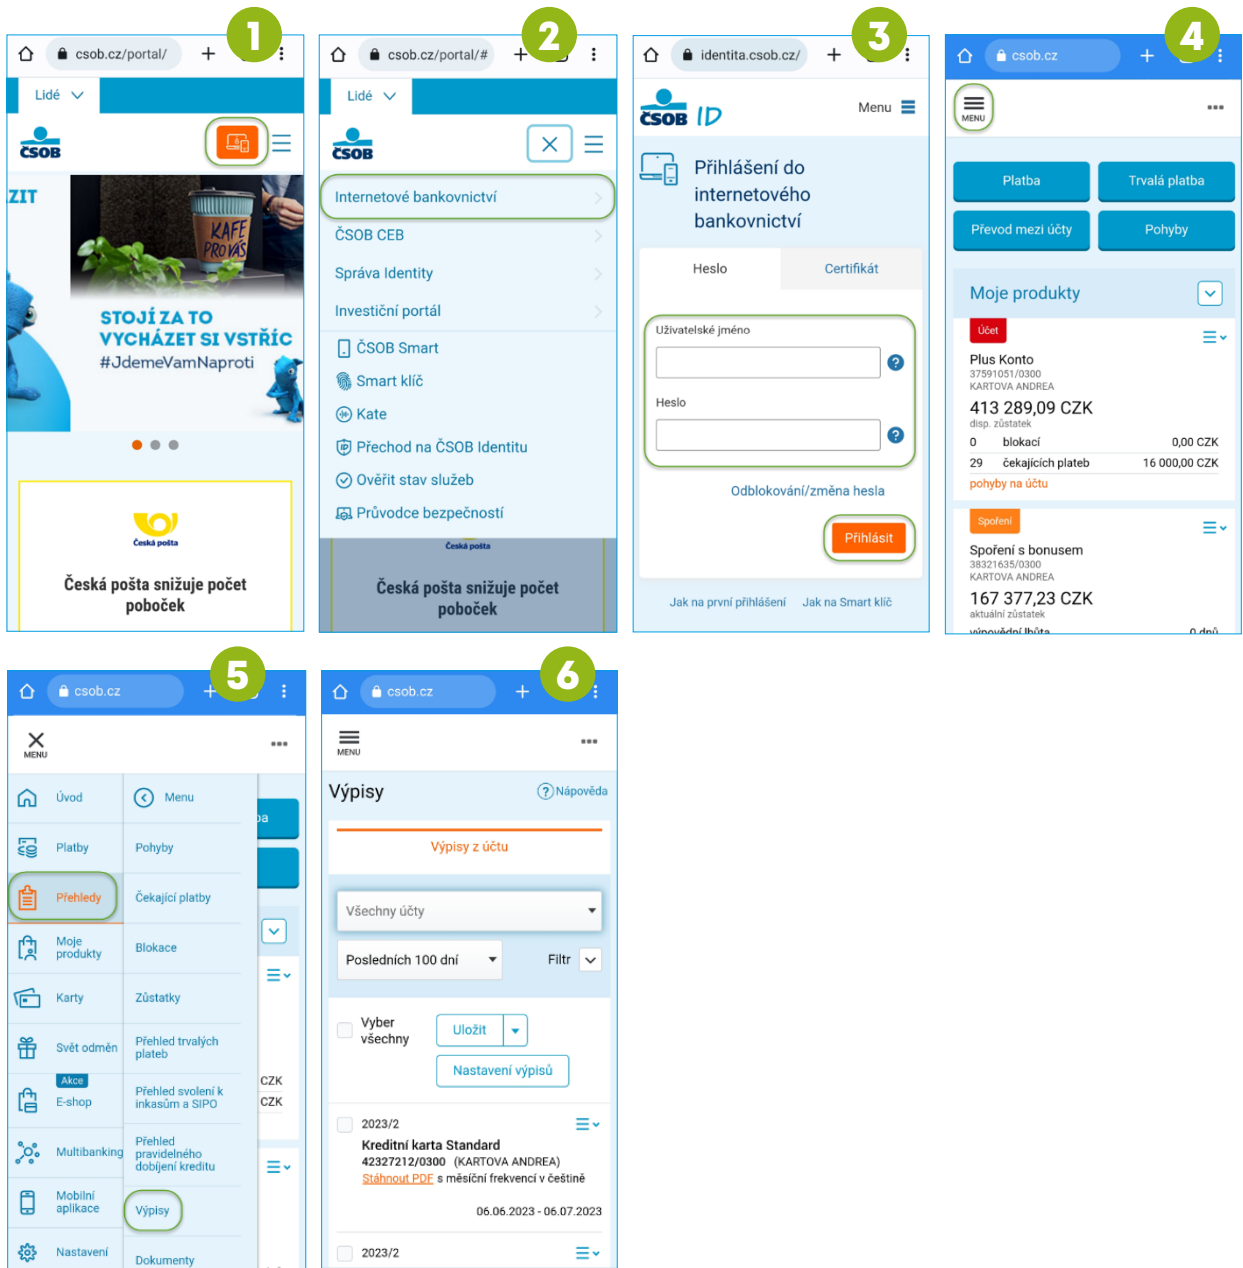 1
csob.cz/portal/
Lidé
ČSOB
ZIT
KAFE
PRO VÁS
STOJÍ ZA TO
VYCHÁZET SI VSTŘÍC
#JdemeVamNaproti
Česká pošta
Česká pošta snižuje počet
poboček
2
csob.cz/portal/#
Lidé
ČSOB
Internetové bankovnictví
ČSOB CEB
Správa Identity
Investiční portál
ČSOB Smart
Smart klíč
Kate
Přechod na ČSOB Identitu
Ověřit stav služeb
Průvodce bezpečností
Česká pošta
Česká pošta snižuje počet
poboček
3
identita.csob.cz/
ČSOB ID
Menu
Přihlášení do
internetového
bankovnictví
Heslo Certifikát
Uživatelské jméno
?
Heslo
?
Odblokování/změna hesla
Přihlásit
Jak na první přihlášení Jak na Smart klíč
4
csob.cz
MENU
Platba Trvalá platba
Převod mezi účty Pohyby
Moje produkty
Účet
Plus Konto
37591051/0300
KARTOVA ANDREA
413 289,09 CZK
disp. zůstatek
0 blokací 0,00 CZK
29 čekajících plateb 16 000,00 CZK
pohyby na účtu
Spoření
Spoření s bonusem
38321635/0300
KARTOVA ANDREA
167 377,23 CZK
aktuální zůstatek
výpovědní lhůta 0 dnů
5
csob.cz
MENU
Úvod
Platby
Přehledy
Moje
produkty
Karty
Svět odměn
Akce
E-shop
Multibanking
Mobilní
aplikace
Nastavení
Menu
Pohyby
Čekající platby
Blokace
Zůstatky
Přehled trvalých
plateb
Přehled svolení k
inkasům a SIPO
Přehled
pravidelného
dobíjení kreditu
Výpisy
Dokumenty
ba
CZK
CZK
6
csob.cz
MENU
Výpisy
? Nápověda
Výpisy z účtu
Všechny účty
Posledních 100 dní Filtr
Vyber
všechny
Uložit
Nastavení výpisů
2023/2
Kreditní karta Standard
42327212/0300 (KARTOVA ANDREA)
Stáhnout PDF s měsíční frekvencí v češtině
06.06.2023 - 06.07.2023
2023/2